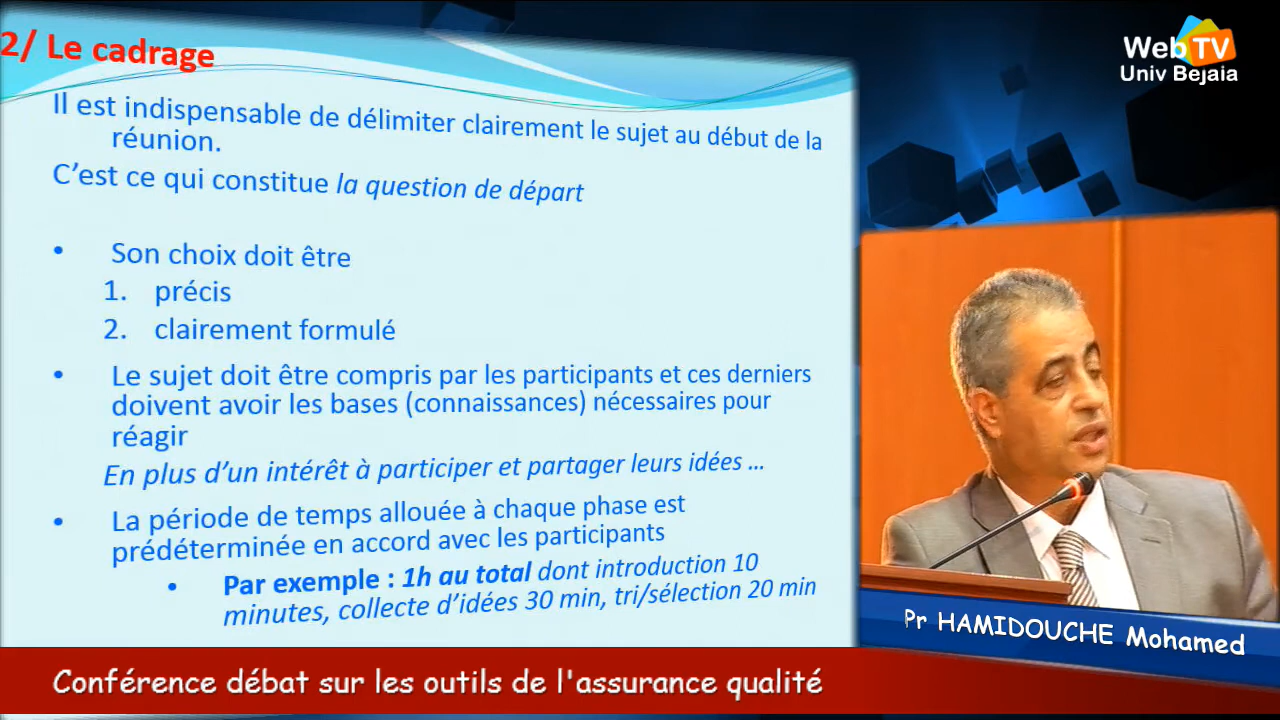 2/ Le cadrage
Il est indispensable de délimiter clairement le sujet au début de la
réunion.
C’est ce qui constitue la question de départ
• Son choix doit être
1. précis
2. clairement formulé
• Le sujet doit être compris par les participants et ces derniers
doivent avoir les bases (connaissances) nécessaires pour
réagir
En plus d’un intérêt à participer et partager leurs idées ...
• La période de temps allouée à chaque phase est
prédéterminée en accord avec les participants
• Par exemple : 1h au total dont introduction 10
minutes, collecte d’idées 30 min, tri/sélection 20 min
Web TV
Univ Bejaia
Pr HAMIDOUCHE Mohamed
Conférence débat sur les outils de l'assurance qualité